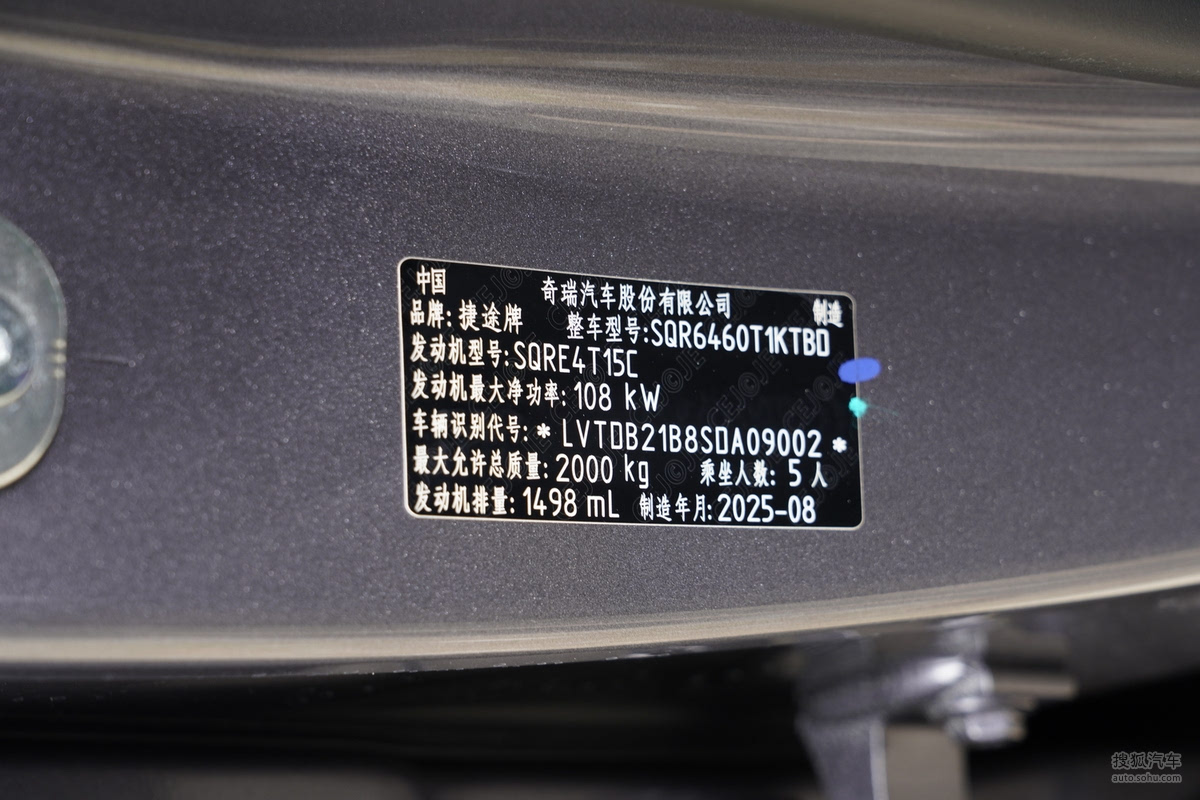 中国 奇瑞汽车股份有限公司 制造
品牌: 捷途牌 整车型号:SQR6460T1KTBD
发动机型号:SQRE4T15C
发动机最大净功率: 108 kW
车辆识别代号: * LVTDB21B8SDA09002 *
最大允许总质量: 2000 kg 乘坐人数: 5 人
发动机排量: 1498 mL 制造年月: 2025-08
搜狐汽车
auto.sohu.com